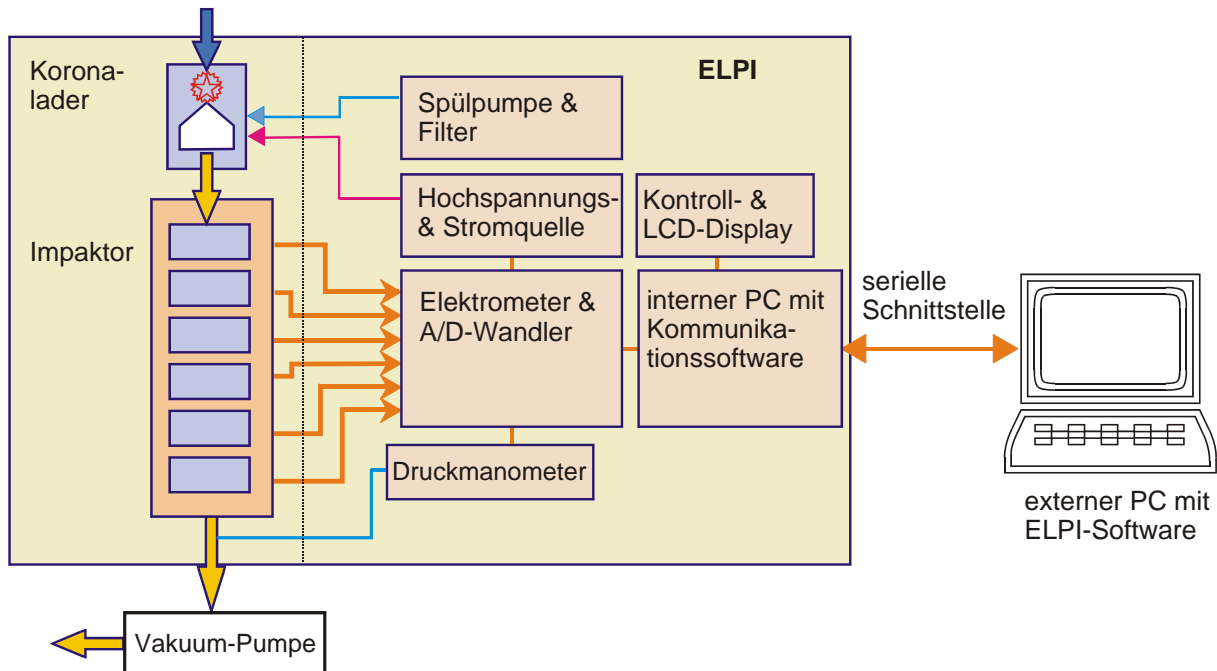 Korona-
lader
ELPI
Spülpumpe &
Filter
Hochspannungs-
& Stromquelle
Kontroll- &
LCD-Display
Impaktor
Elektrometer &
A/D-Wandler
interner PC mit
Kommunika-
tionssoftware
serielle
Schnittstelle
Druckmanometer
externer PC mit
ELPI-Software
Vakuum-Pumpe